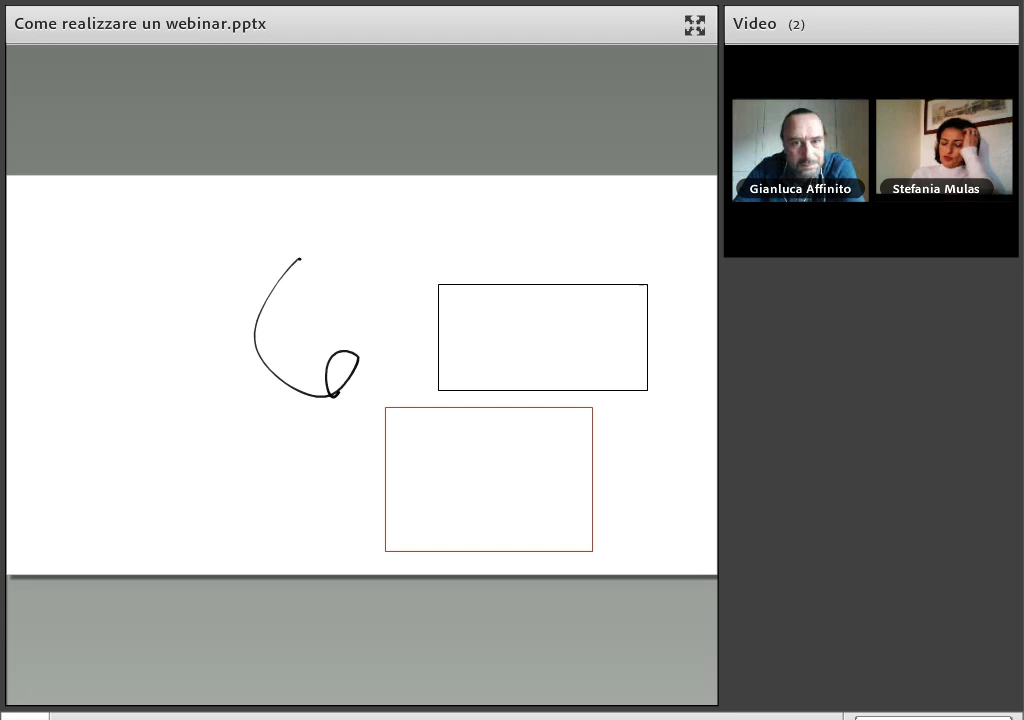 Come realizzare un webinar.pptx
Video (2)
Gianluca Affinito
Stefania Mulas